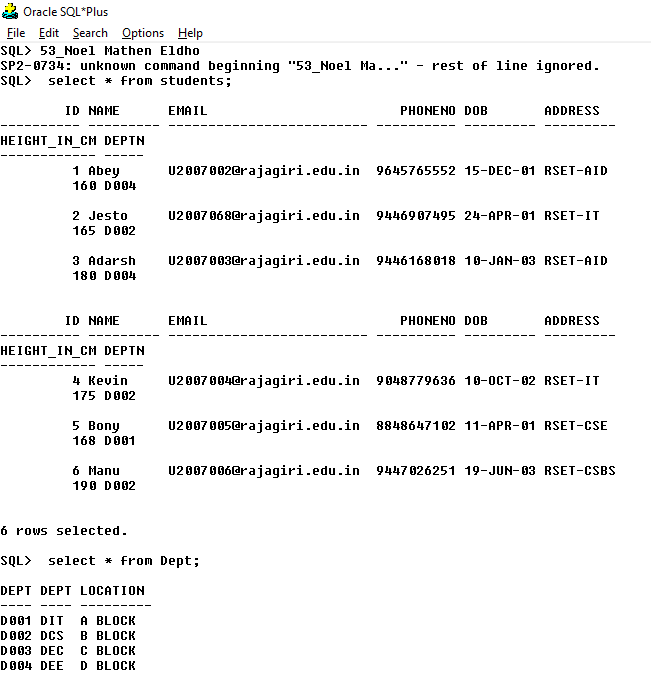 Oracle SQL*Plus
File Edit Search Options Help
SQL> 53_Noel Mathen Eldho
SP2-0734: unknown command beginning "53_Noel Ma..." - rest of line ignored.
SQL>  select * from students;
        ID NAME      EMAIL                        PHONENO DOB       ADDRESS
---------- --------- ------------------------- ---------- --------- ---------
HEIGHT_IN_CM DEPTN
------------ -----
         1 Abey      U2007002@rajagiri.edu.in  9645765552 15-DEC-01 RSET-AID
         160 D004
         2 Jesto     U2007068@rajagiri.edu.in  9446907495 24-APR-01 RSET-IT
         165 D002
         3 Adarsh    U2007003@rajagiri.edu.in  9446168018 10-JAN-03 RSET-AID
         180 D004
        ID NAME      EMAIL                        PHONENO DOB       ADDRESS
---------- --------- ------------------------- ---------- --------- ---------
HEIGHT_IN_CM DEPTN
------------ -----
         4 Kevin     U2007004@rajagiri.edu.in  9048779636 10-OCT-02 RSET-IT
         175 D002
         5 Bony      U2007005@rajagiri.edu.in  8848647102 11-APR-01 RSET-CSE
         168 D001
         6 Manu      U2007006@rajagiri.edu.in  9447026251 19-JUN-03 RSET-CSBS
         190 D002
6 rows selected.
SQL>  select * from Dept;
DEPT DEPT LOCATION
---- ---- ---------
D001 DIT  A BLOCK
D002 DCS  B BLOCK
D003 DEC  C BLOCK
D004 DEE  D BLOCK